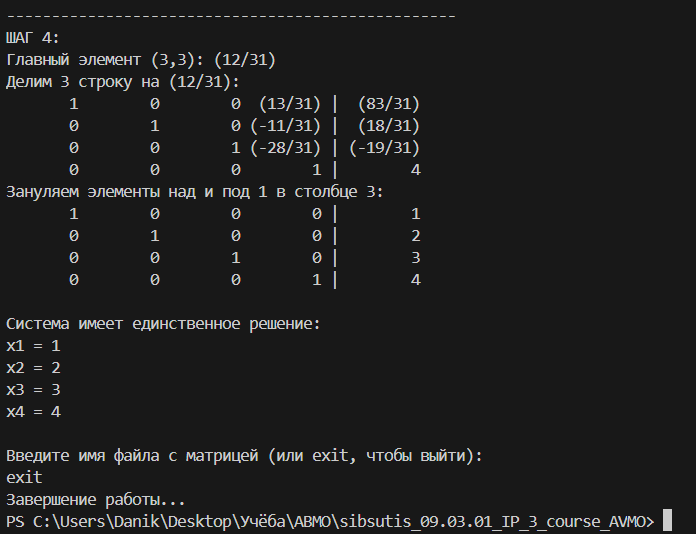 --------------------------------------------------
ШАГ 4:
Главный элемент (3,3): (12/31)
Делим 3 строку на (12/31):
       1        0        0  (13/31) |  (83/31)
       0        1        0 (-11/31) |  (18/31)
       0        0        1 (-28/31) | (-19/31)
       0        0        0        1 |        4
Зануляем элементы над и под 1 в столбце 3:
       1        0        0        0 |        1
       0        1        0        0 |        2
       0        0        1        0 |        3
       0        0        0        1 |        4
Система имеет единственное решение:
x1 = 1
x2 = 2
x3 = 3
x4 = 4
Введите имя файла с матрицей (или exit, чтобы выйти):
exit
Завершение работы...
PS C:\Users\Danik\Desktop\Учёба\АВМО\sibsutis_09.03.01_IP_3_course_AVMO>